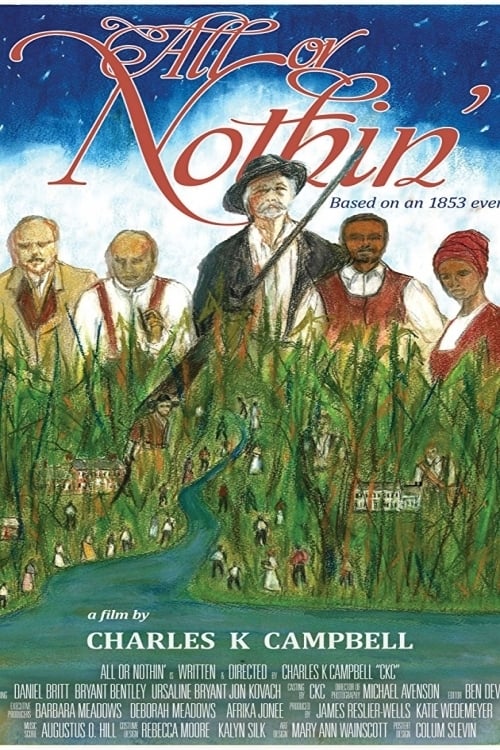 All or
Nothin'
Based on an 1853 even
a film by
CHARLES K CAMPBELL
ALL OR NOTHIN' IS WRITTEN & DIRECTED BY CHARLES K CAMPBELL "CKC"
DANIEL BRITT BRYANT BENTLEY URSALINE BRYANT JON KOVACH CASTING BY CKC DIRECTOR OF PHOTOGRAPHY MICHAEL AVENSON EDITOR BEN DEV
EXECUTIVE PRODUCERS BARBARA MEADOWS DEBORAH MEADOWS AFRIKA JONEE PRODUCED BY JAMES RESLIER-WELLS KATIE WEDEMEYER
MUSIC SCORE AUGUSTUS D. HILL COSTUME DESIGN REBECCA MOORE KALYN SILK ART DESIGN MARY ANN WAINSCOTT COLUM SLEVIN